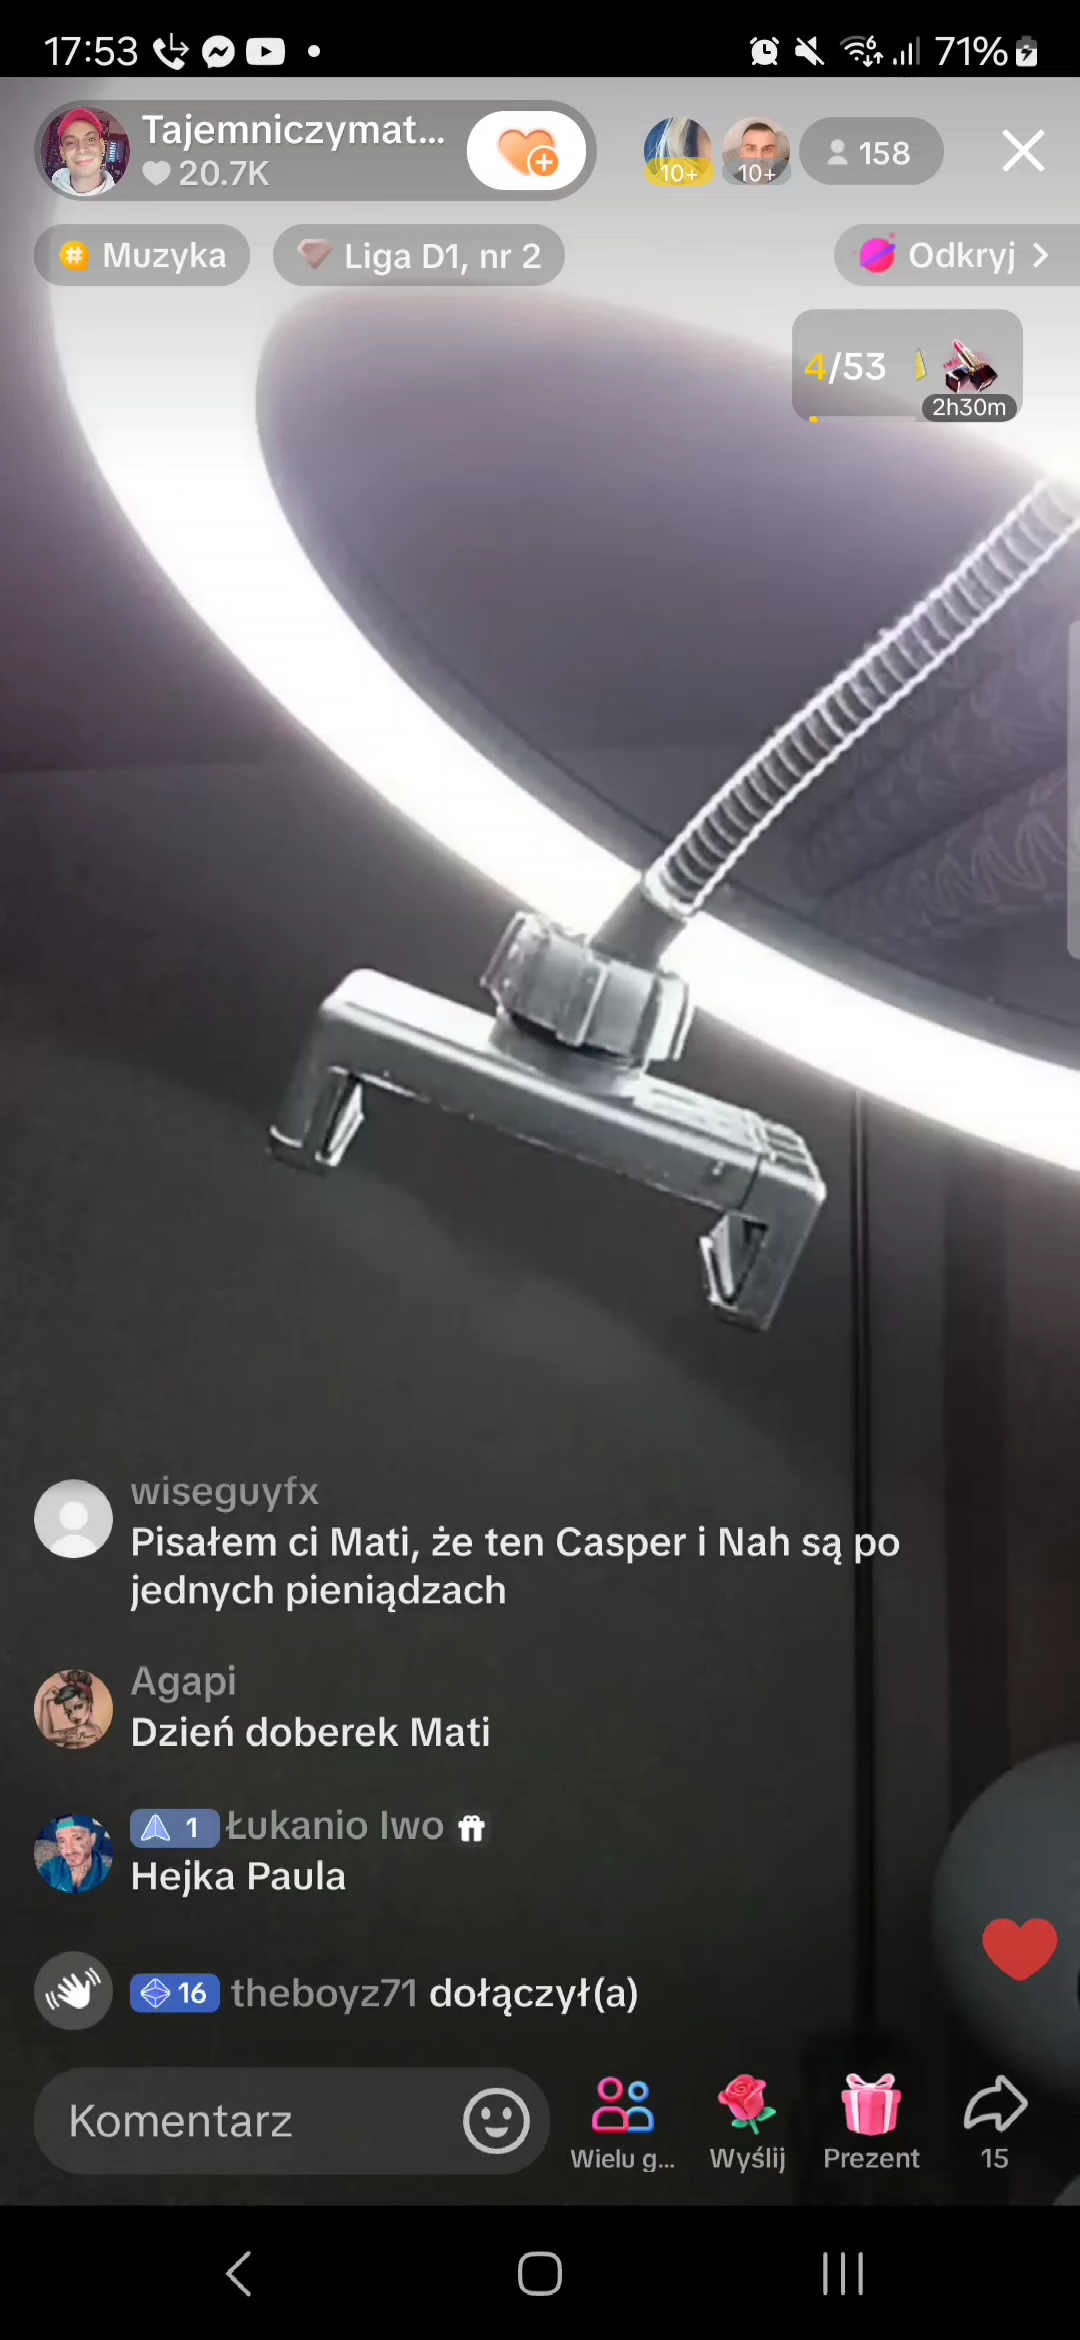 17:53
71%
Tajemniczymat...
20.7K
10+
10+
158
Muzyka
Liga D1, nr 2
Odkryj
4/53
2h30m
wiseguyfx
Pisałem ci Mati, że ten Casper i Nah są po
jednych pieniądzach
Agapi
Dzień doberek Mati
1 Łukanio Iwo
Hejka Paula
16 theboyz71 dołączył(a)
Komentarz
Wielu g...
Wyślij
Prezent
15